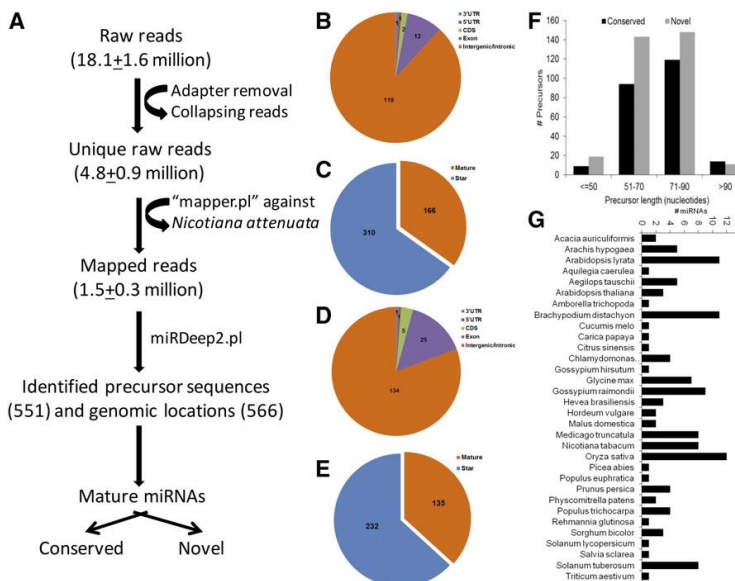 A
Raw reads
(18.1±1.6 million)
Adapter removal
Collapsing reads
Unique raw reads
(4.8±0.9 million)
“mapper.pl” against
Nicotiana attenuata
Mapped reads
(1.5±0.3 million)
miRDeep2.pl
Identified precursor sequences
(551) and genomic locations (566)
Mature miRNAs
Conserved
Novel
B
3'UTR
5'UTR
CDS
Exon
Intergenic/Intronic
1
1
2
12
119
C
Mature
Star
166
310
D
3'UTR
5'UTR
CDS
Exon
Intergenic/Intronic
1
1
5
25
134
E
Mature
Star
135
232
F
Conserved
Novel
# Precursors
160
140
120
100
80
60
40
20
0
<=50
51-70
71-90
>90
Precursor length (nucleotides)
G
# miRNAs
0
2
4
6
8
10
12
Acacia auriculiformis
Arachis hypogaea
Arabidopsis lyrata
Aquilegia caerulea
Aegilops tauschii
Arabidopsis thaliana
Amborella trichopoda
Brachypodium distachyon
Cucumis melo
Carica papaya
Citrus sinensis
Chlamydomonas.
Gossypium hirsutum
Glycine max
Gossypium raimondii
Hevea brasiliensis
Hordeum vulgare
Malus domestica
Medicago truncatula
Nicotiana tabacum
Oryza sativa
Picea abies
Populus euphratica
Prunus persica
Physcomitrella patens
Populus trichocarpa
Rehmannia glutinosa
Sorghum bicolor
Solanum lycopersicum
Salvia sclarea
Solanum tuberosum
Triticum aestivum